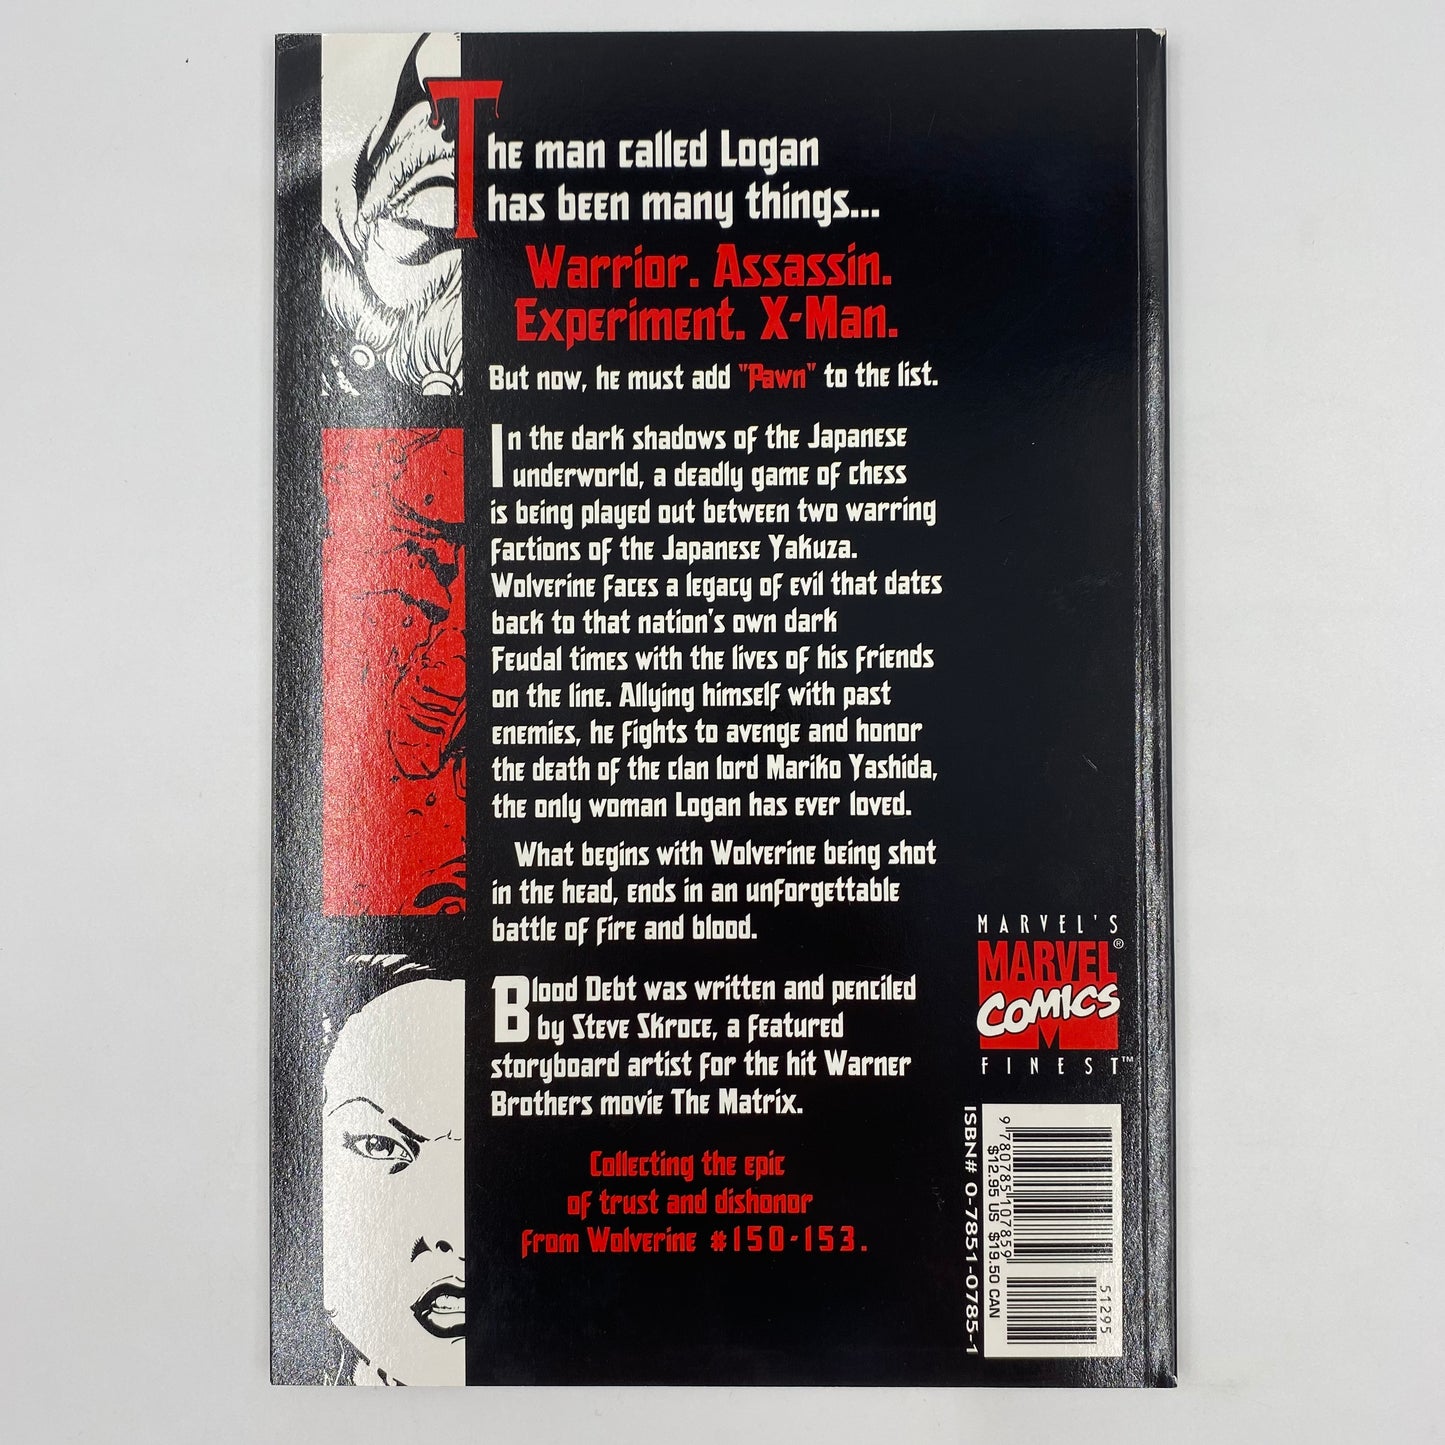 The man called Logan
has been many things...
Warrior. Assassin.
Experiment. X-Man.
But now, he must add "Pawn" to the list.
In the dark shadows of the Japanese
underworld, a deadly game of chess
is being played out between two warring
factions of the Japanese Yakuza.
Wolverine faces a legacy of evil that dates
back to that nation's own dark
Feudal times with the lives of his friends
on the line. Allying himself with past
enemies, he fights to avenge and honor
the death of the clan lord Mariko Yashida,
the only woman Logan has ever loved.
What begins with Wolverine being shot
in the head, ends in an unforgettable
battle of fire and blood.
Blood Debt was written and penciled
by Steve Skroce, a featured
storyboard artist for the hit Warner
Brothers movie The Matrix.
Collecting the epic
of trust and dishonor
from Wolverine #150-153.
MARVEL'S
MARVEL®
COMICS
FINEST™
ISBN# 0-7851-0785-1
9 780785 107859
$12.95 US $19.50 CAN
51295